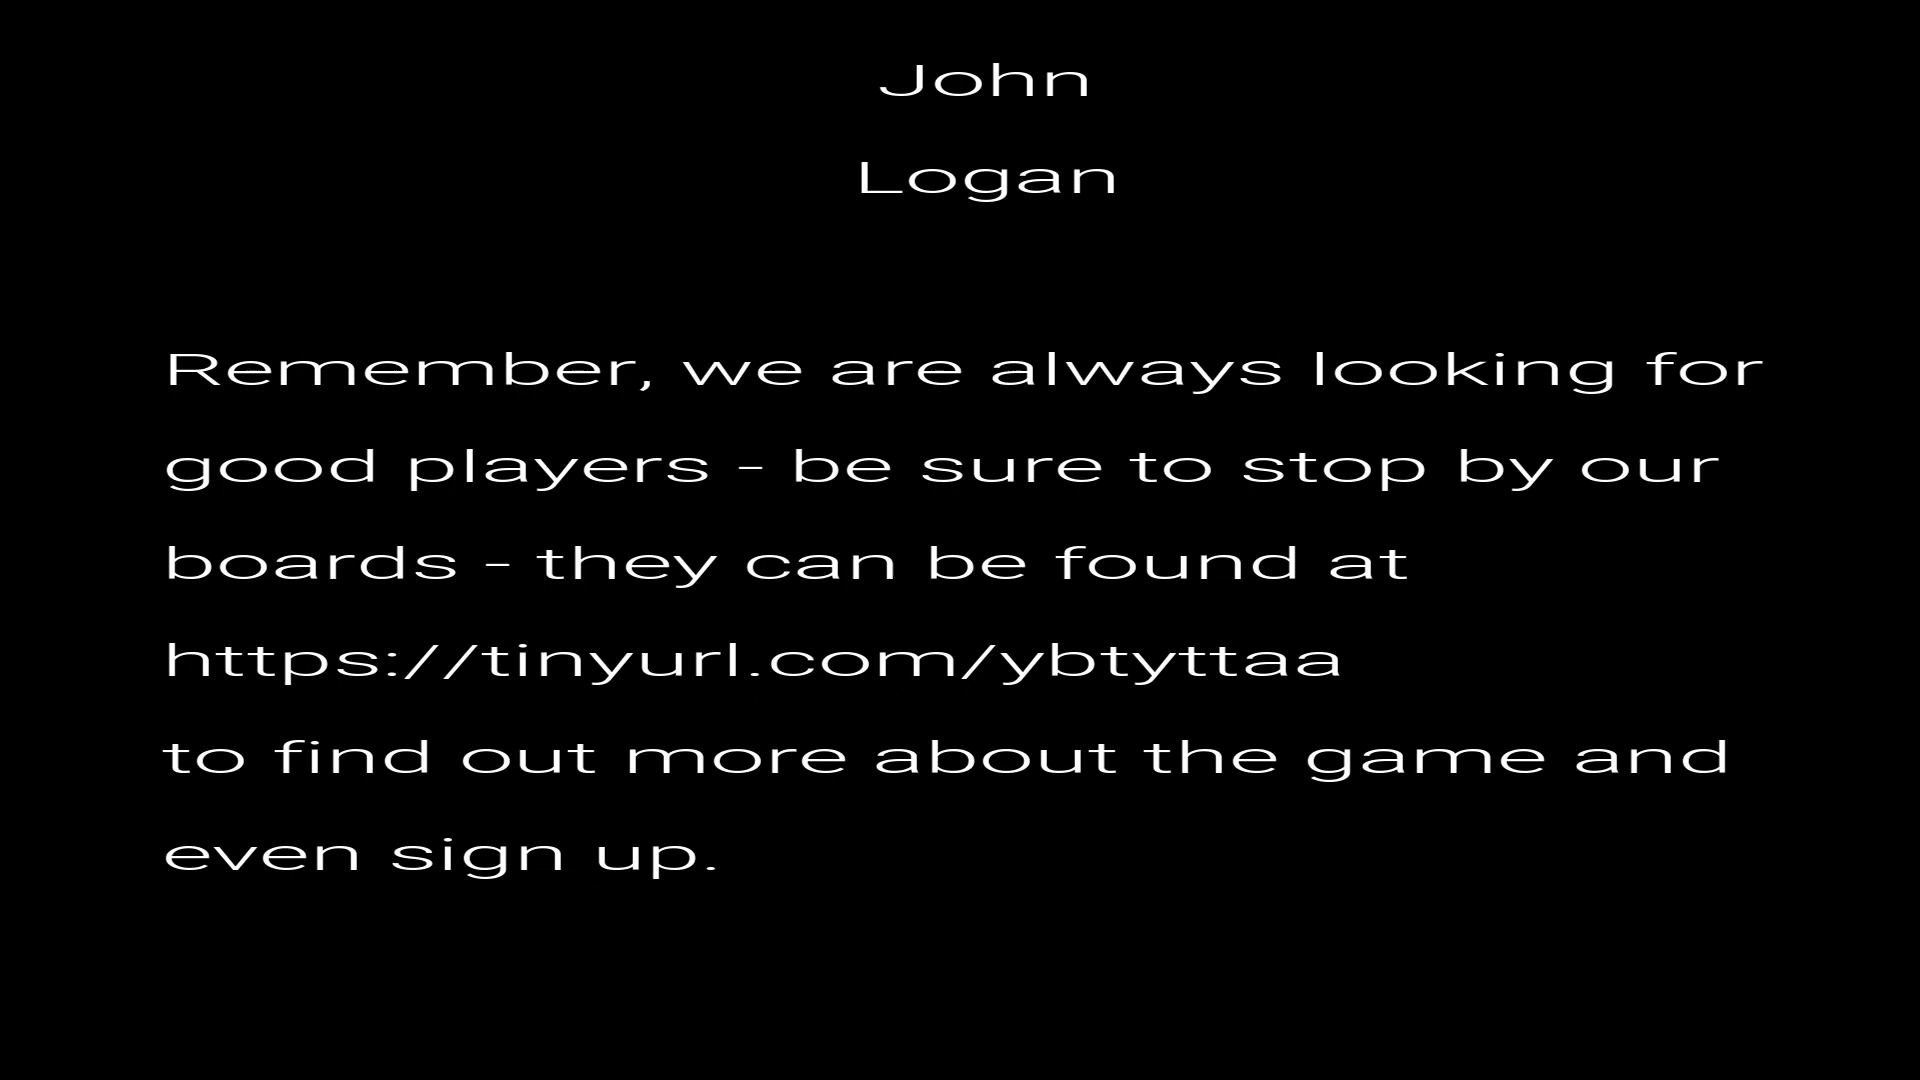 John
Logan
Remember, we are always looking for
good players - be sure to stop by our
boards - they can be found at
https://tinyurl.com/ybtyttaa
to find out more about the game and
even sign up.